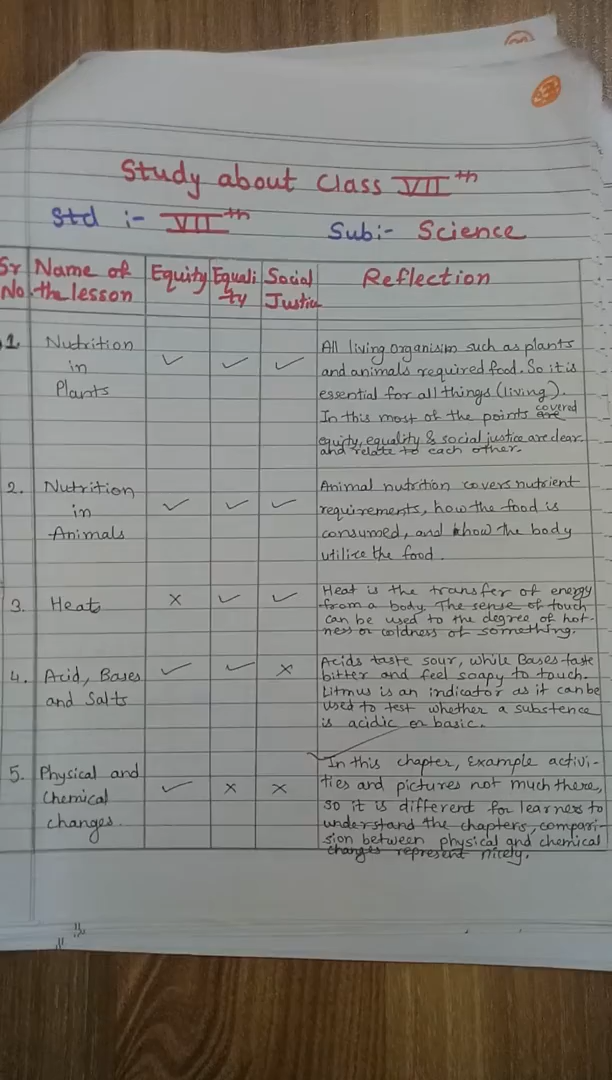 Study about Class VII th
Std :- VII th Sub:- Science
Sr No. Name of the lesson Equity Equality Social Justice Reflection
1. Nutrition in Plants ✓ ✓ ✓
All living organisim such as plants
and animals required food. So it is
essential for all things (living).
In this most of the points are covered
equity, equality & social justice are clear
and relate to each other.
2. Nutrition in Animals ✓ ✓ ✓
Animal nutrition covers nutrient
requirements, how the food is
consumed, and how the body
utilize the food.
3. Heat × ✓ ✓
Heat is the transfer of energy
from a body. The sense of touch
can be used to the degree of hot-
ness or coldness of something.
4. Acid, Bases and Salts ✓ ✓ ×
Acids taste sour, while Bases taste
bitter and feel soapy to touch.
Litmus is an indicator as it can be
used to test whether a substence
is acidic or basic.
5. Physical and Chemical changes. ✓ × ×
In this chapter, Example activi-
ties and pictures not much there,
so it is different for learners to
understand the chapters, compari-
sion between physical and chemical
changes represent nicely.